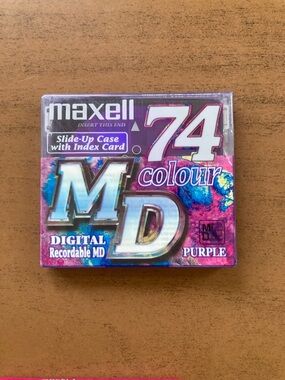 maxell
INSERT THIS END
Slide-Up Case
with Index Card
74
colour
MD
DIGITAL
Recordable MD
PURPLE